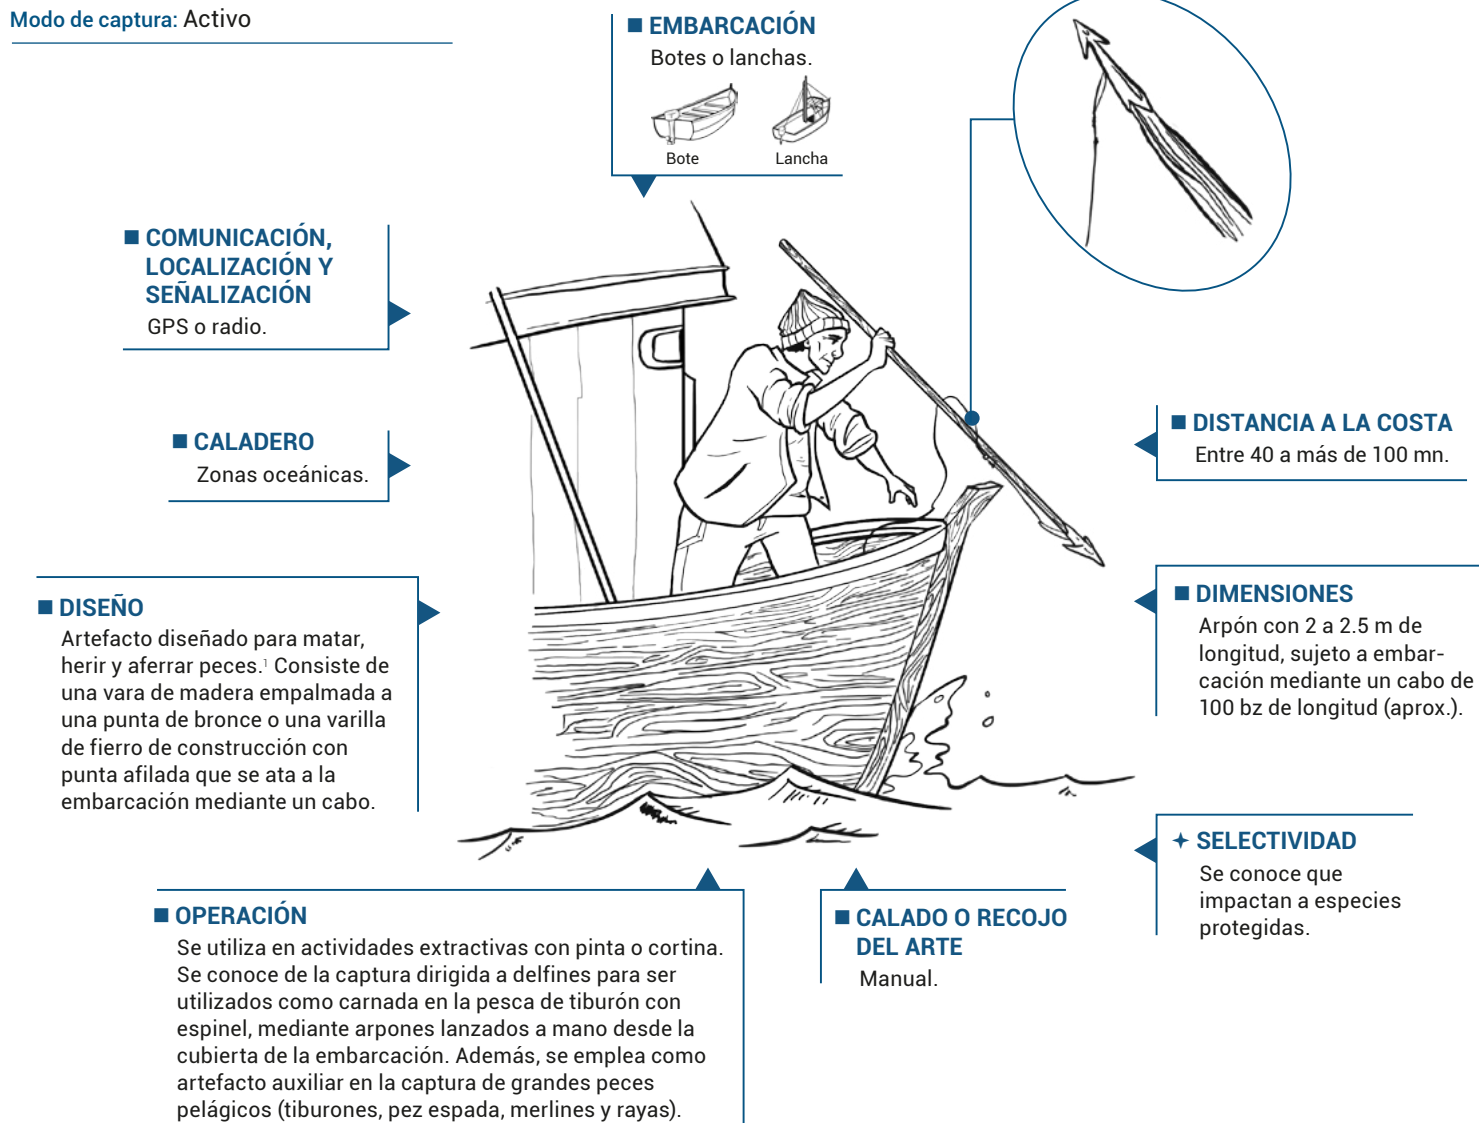 Modo de captura: Activo
EMBARCACIÓN
Botes o lanchas.
Bote
Lancha
COMUNICACIÓN,
LOCALIZACIÓN Y
SEÑALIZACIÓN
GPS o radio.
CALADERO
Zonas oceánicas.
DISTANCIA A LA COSTA
Entre 40 a más de 100 mn.
DISEÑO
Artefacto diseñado para matar,
herir y aferrar peces.¹ Consiste de
una vara de madera empalmada a
una punta de bronce o una varilla
de fierro de construcción con
punta afilada que se ata a la
embarcación mediante un cabo.
DIMENSIONES
Arpón con 2 a 2.5 m de
longitud, sujeto a embar-
cación mediante un cabo de
100 bz de longitud (aprox.).
SELECTIVIDAD
Se conoce que
impactan a especies
protegidas.
OPERACIÓN
Se utiliza en actividades extractivas con pinta o cortina.
Se conoce de la captura dirigida a delfines para ser
utilizados como carnada en la pesca de tiburón con
espinel, mediante arpones lanzados a mano desde la
cubierta de la embarcación. Además, se emplea como
artefacto auxiliar en la captura de grandes peces
pelágicos (tiburones, pez espada, merlines y rayas).
CALADO O RECOJO
DEL ARTE
Manual.